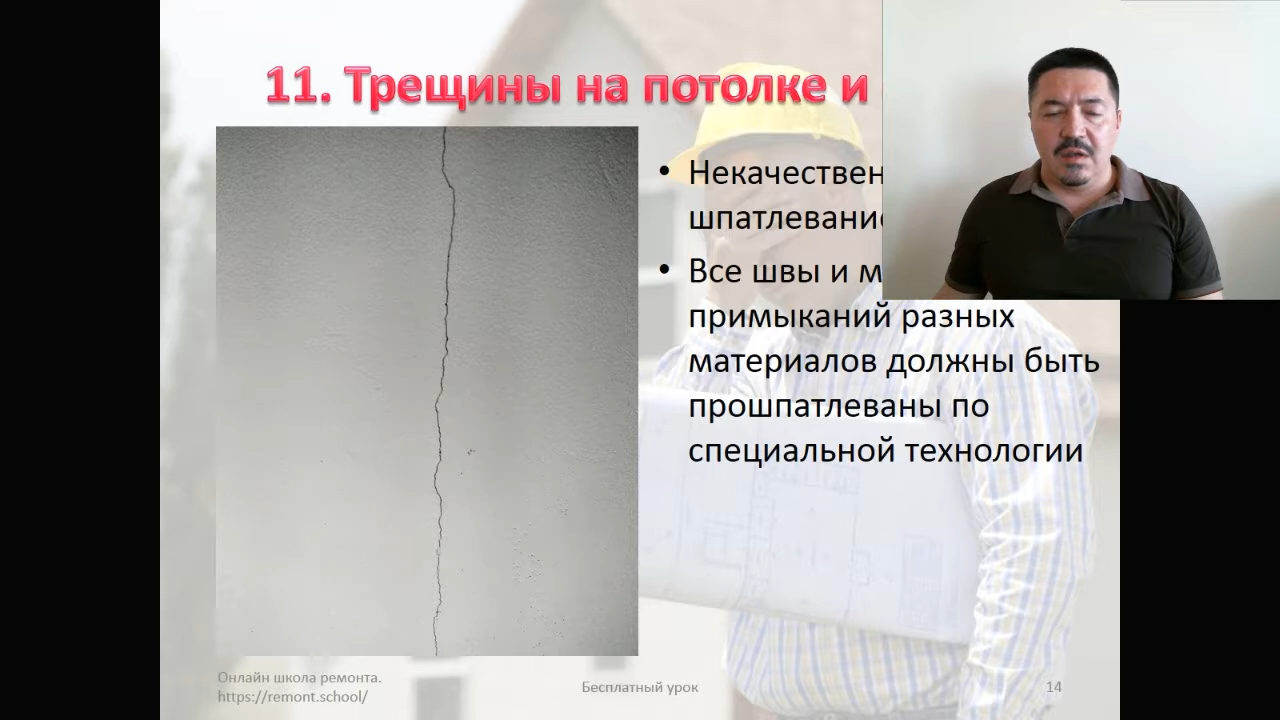 11. Трещины на потолке и
• Некачествен
шпатлевание
• Все швы и м
примыканий разных
материалов должны быть
прошпатлеваны по
специальной технологии
Онлайн школа ремонта.
https://remont.school/
Бесплатный урок
14